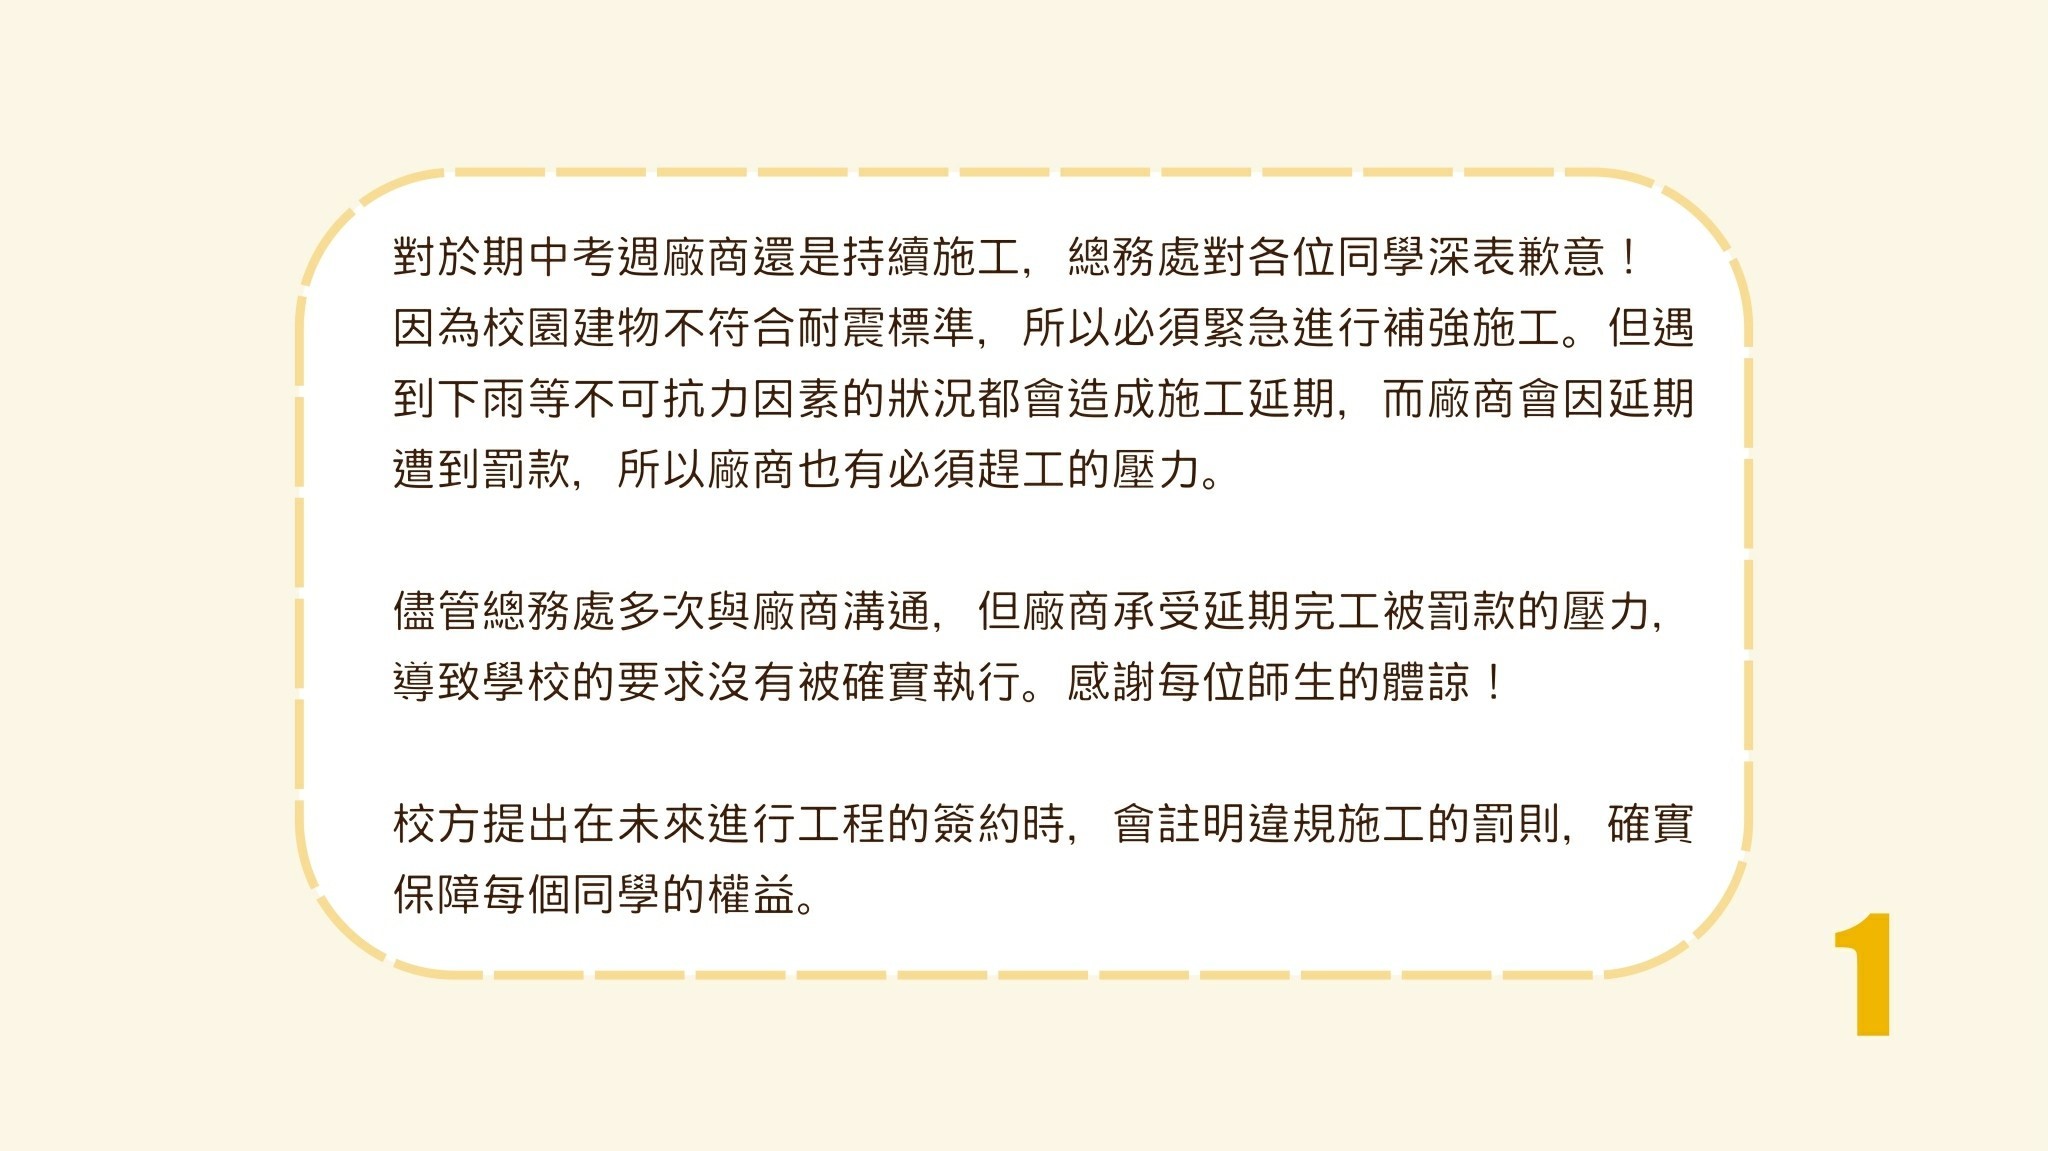 對於期中考週廠商還是持續施工，總務處對各位同學深表歉意！
因為校園建物不符合耐震標準，所以必須緊急進行補強施工。但遇
到下雨等不可抗力因素的狀況都會造成施工延期，而廠商會因延期
遭到罰款，所以廠商也有必須趕工的壓力。
儘管總務處多次與廠商溝通，但廠商承受延期完工被罰款的壓力，
導致學校的要求沒有被確實執行。感謝每位師生的體諒！
校方提出在未來進行工程的簽約時，會註明違規施工的罰則，確實
保障每個同學的權益。
1